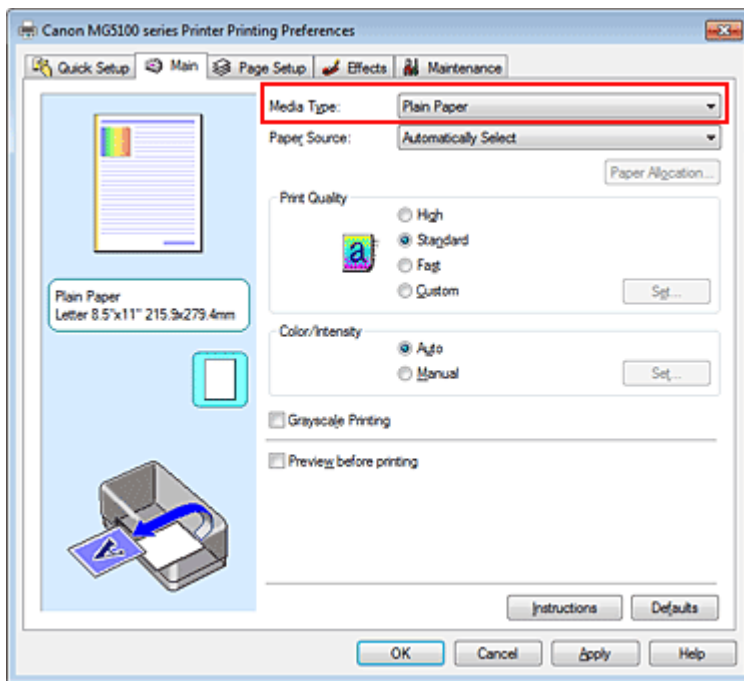 Canon MG5100 series Printer Printing Preferences
Quick Setup Main Page Setup Effects Maintenance
Media Type: Plain Paper
Paper Source: Automatically Select
Paper Allocation...
Print Quality
High
Standard
Fast
Custom Set...
Plain Paper
Letter 8.5"x11" 215.9x279.4mm
Color/Intensity
Auto
Manual Set...
Grayscale Printing
Preview before printing
Instructions Defaults
OK Cancel Apply Help